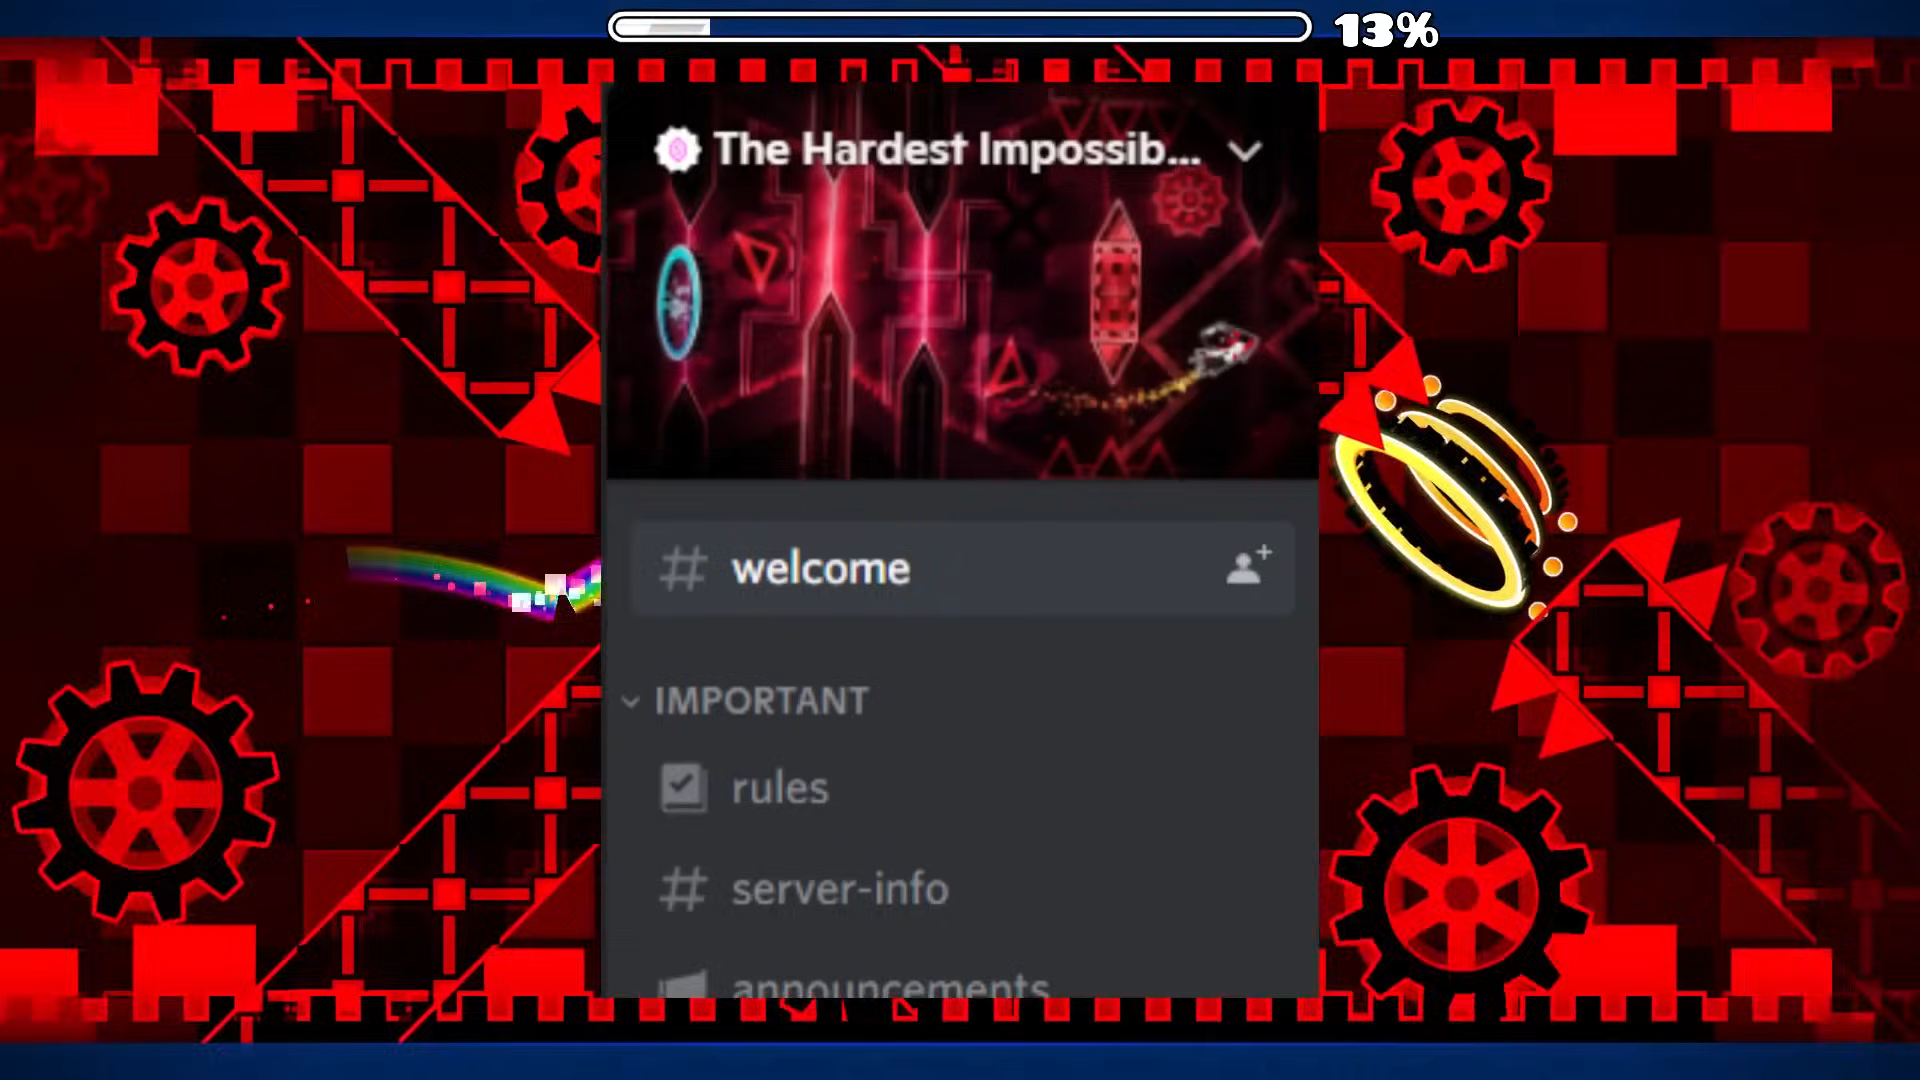 13%
The Hardest Impossib...
welcome
IMPORTANT
rules
server-info
announcements